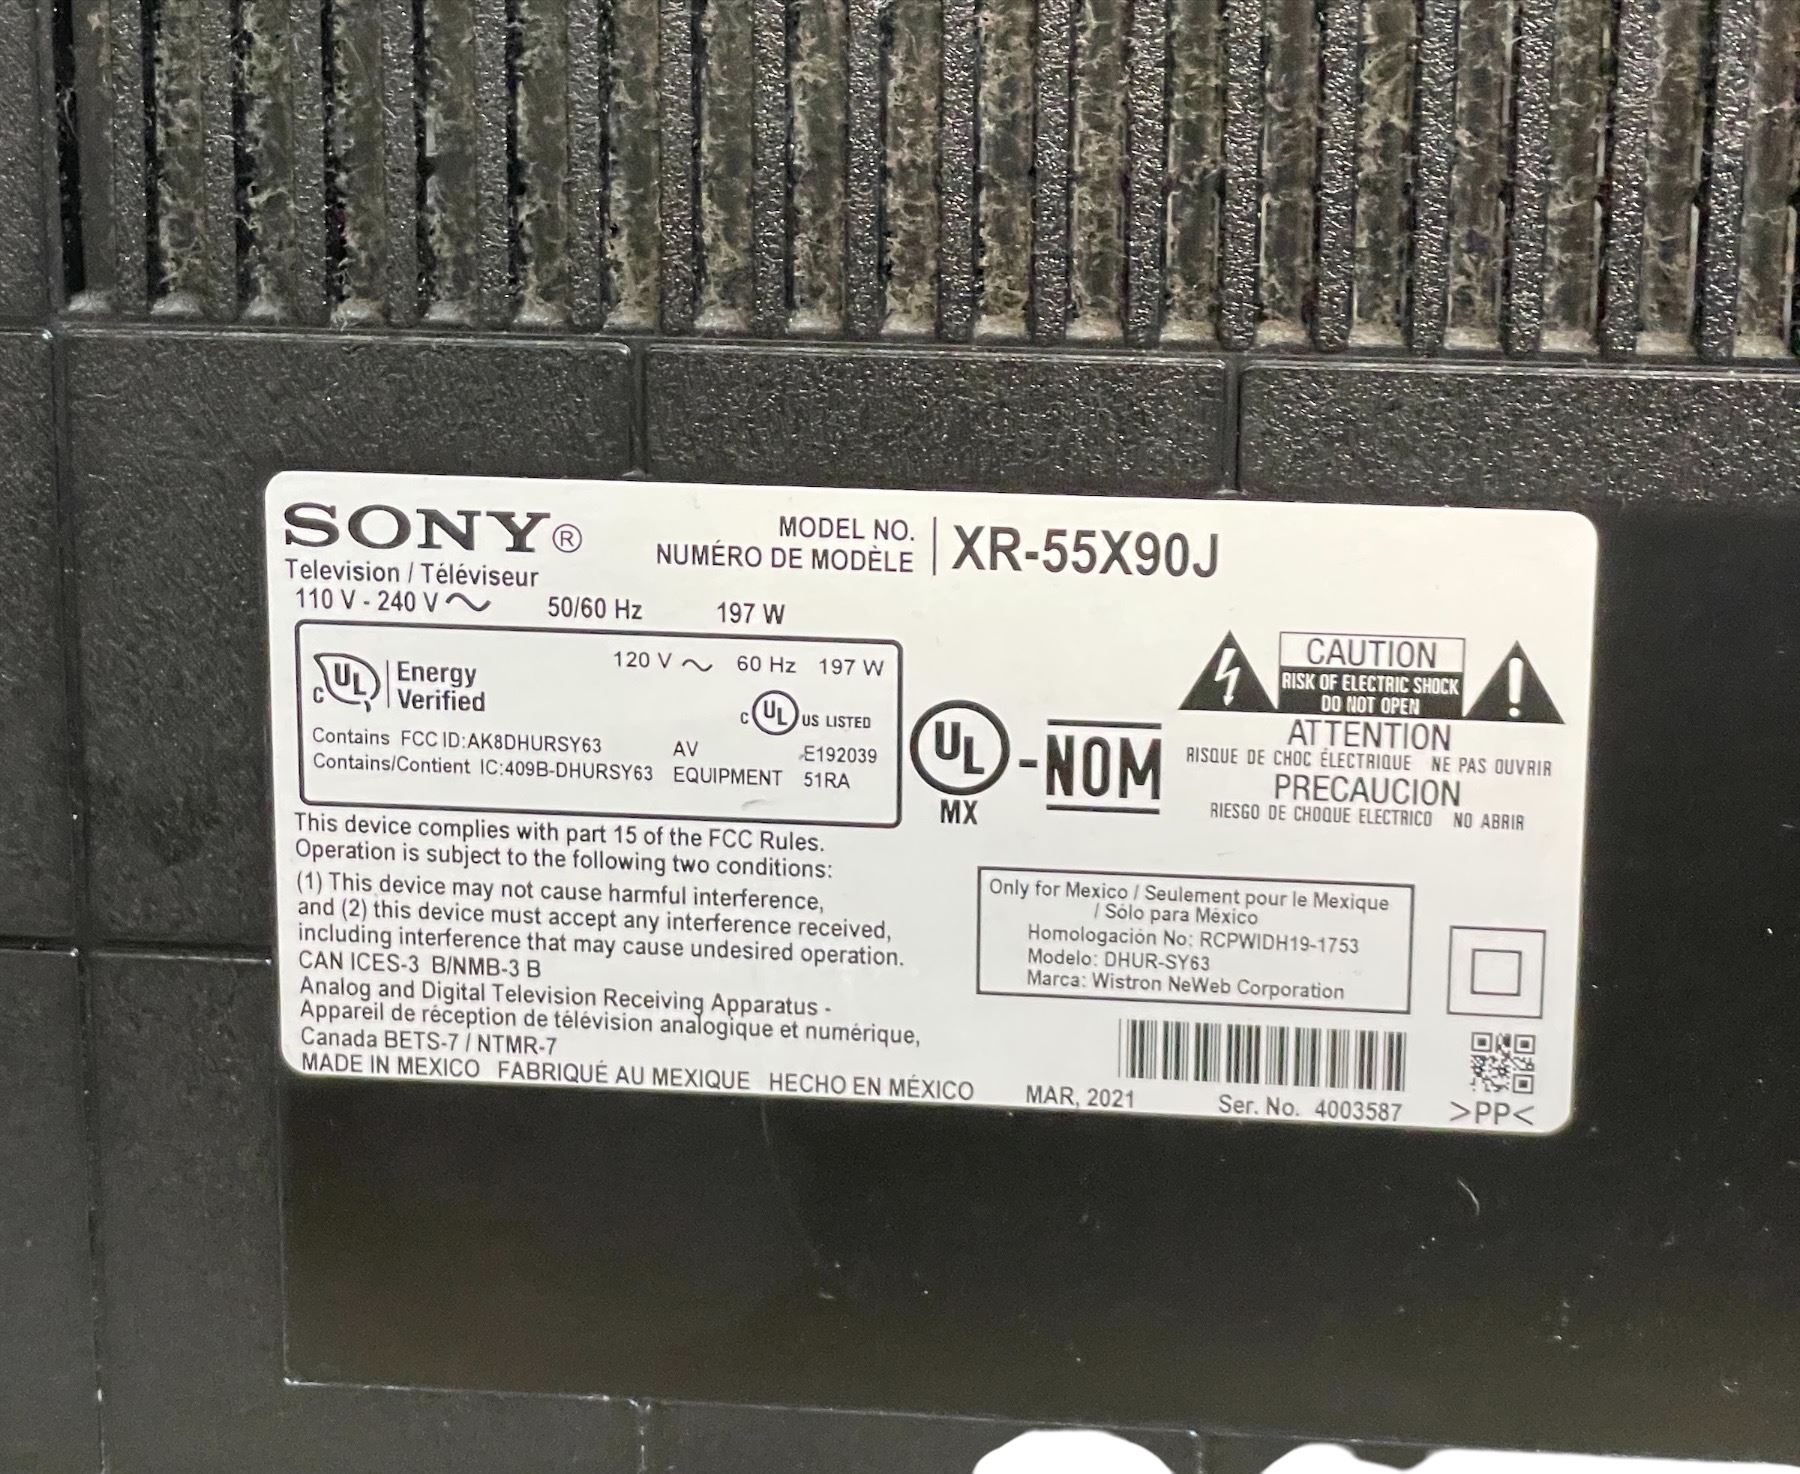 SONY®
MODEL NO.
NUMÉRO DE MODÈLE
XR-55X90J
Television / Téléviseur
110 V - 240 V 50/60 Hz 197 W
120 V 60 Hz 197 W
C UL Energy
Verified
C UL US LISTED
Contains FCC ID:AK8DHURSY63 AV E192039
Contains/Contient IC:409B-DHURSY63 EQUIPMENT 51RA
UL -NOM
MX
CAUTION
RISK OF ELECTRIC SHOCK
DO NOT OPEN
ATTENTION
RISQUE DE CHOC ÉLECTRIQUE NE PAS OUVRIR
PRECAUCION
RIESGO DE CHOQUE ELECTRICO NO ABRIR
This device complies with part 15 of the FCC Rules.
Operation is subject to the following two conditions:
(1) This device may not cause harmful interference,
and (2) this device must accept any interference received,
including interference that may cause undesired operation.
CAN ICES-3 B/NMB-3 B
Analog and Digital Television Receiving Apparatus -
Appareil de réception de télévision analogique et numérique,
Canada BETS-7 / NTMR-7
MADE IN MEXICO FABRIQUÉ AU MEXIQUE HECHO EN MÉXICO
Only for Mexico / Seulement pour le Mexique
/ Sólo para México
Homologación No: RCPWIDH19-1753
Modelo: DHUR-SY63
Marca: Wistron NeWeb Corporation
MAR, 2021
Ser. No. 4003587
>PP<